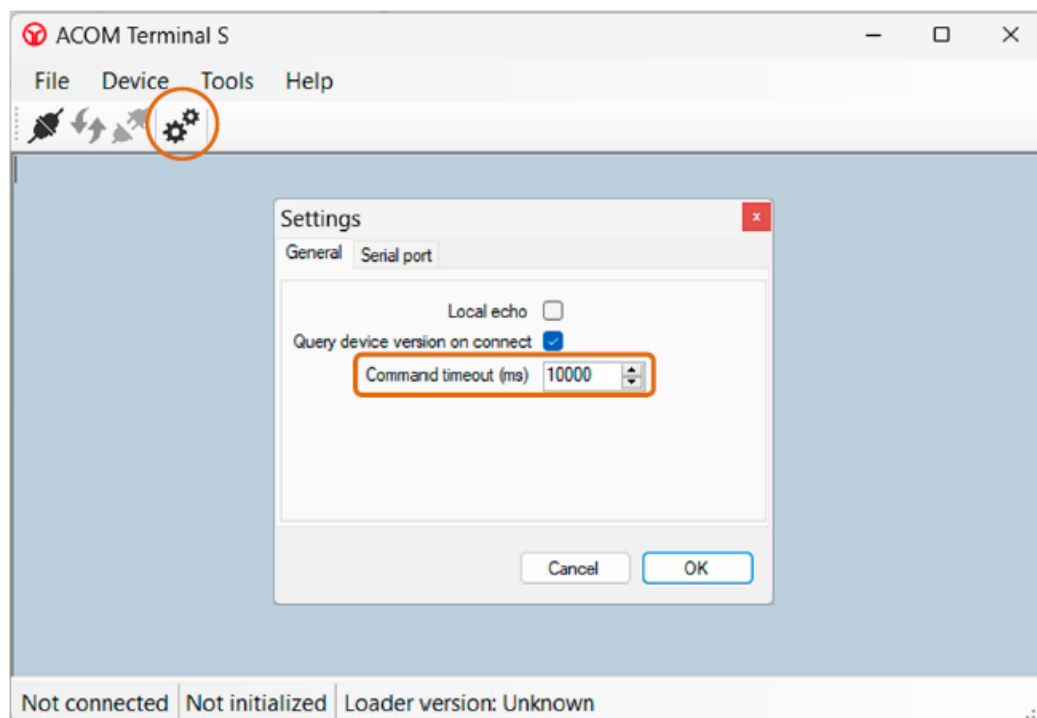 ACOM Terminal S
File Device Tools Help
Settings
x
General Serial port
Local echo
Query device version on connect
Command timeout (ms) 10000
Cancel OK
Not connected Not initialized Loader version: Unknown